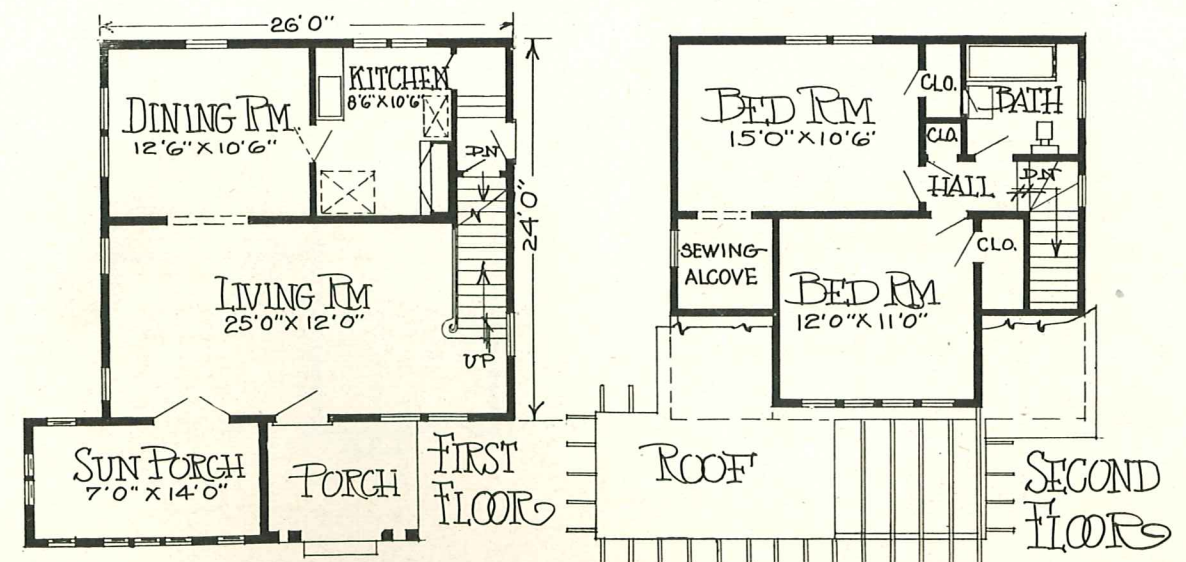 26'0"
DINING RM.
12'6" X 10'6"
KITCHEN
8'6" X 10'6"
DN
24'0"
LIVING RM
25'0" X 12'0"
UP
SUN PORCH
7'0" X 14'0"
PORCH
FIRST
FLOOR
BED RM
15'0" X 10'6"
CLO.
BATH
CLO.
HALL
DN
SEWING
ALCOVE
BED RM
12'0" X 11'0"
CLO.
ROOF
SECOND
FLOOR